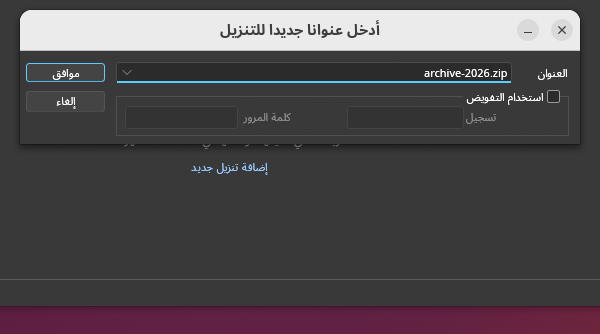 أدخل عنوانا جديدا للتنزيل
العنوان archive-2026.zip موافق
استخدام التفويض إلغاء
تسجيل كلمة المرور
إضافة تنزيل جديد